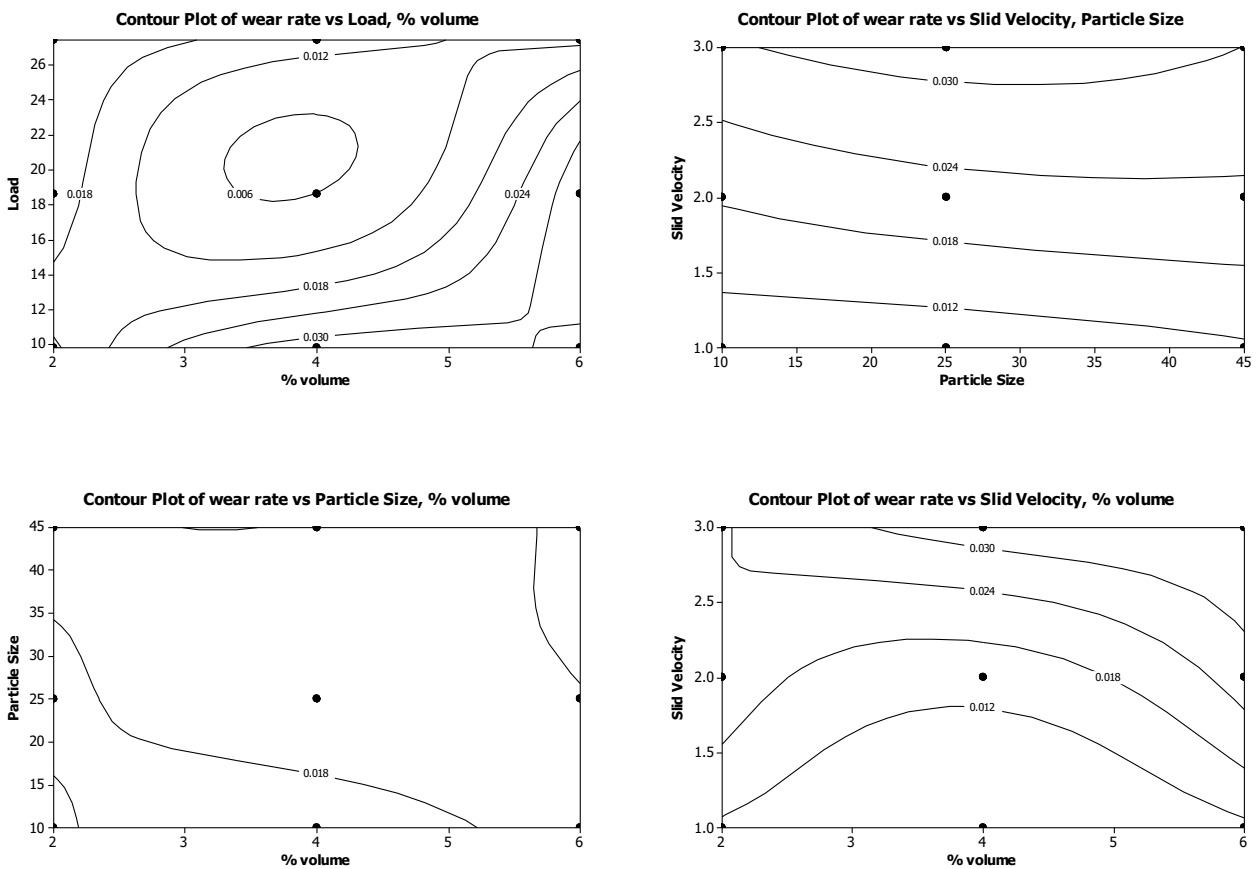 Contour Plot of wear rate vs Load, % volume
26
24
22
20
18
16
14
12
10
Load
0.012
0.006
0.018
0.024
0.018
0.030
2 3 4 5 6
% volume
Contour Plot of wear rate vs Slid Velocity, Particle Size
3.0
2.5
2.0
1.5
1.0
Slid Velocity
0.030
0.024
0.018
0.012
10 15 20 25 30 35 40 45
Particle Size
Contour Plot of wear rate vs Particle Size, % volume
45
40
35
30
25
20
15
10
Particle Size
0.018
2 3 4 5 6
% volume
Contour Plot of wear rate vs Slid Velocity, % volume
3.0
2.5
2.0
1.5
1.0
Slid Velocity
0.030
0.024
0.018
0.012
2 3 4 5 6
% volume